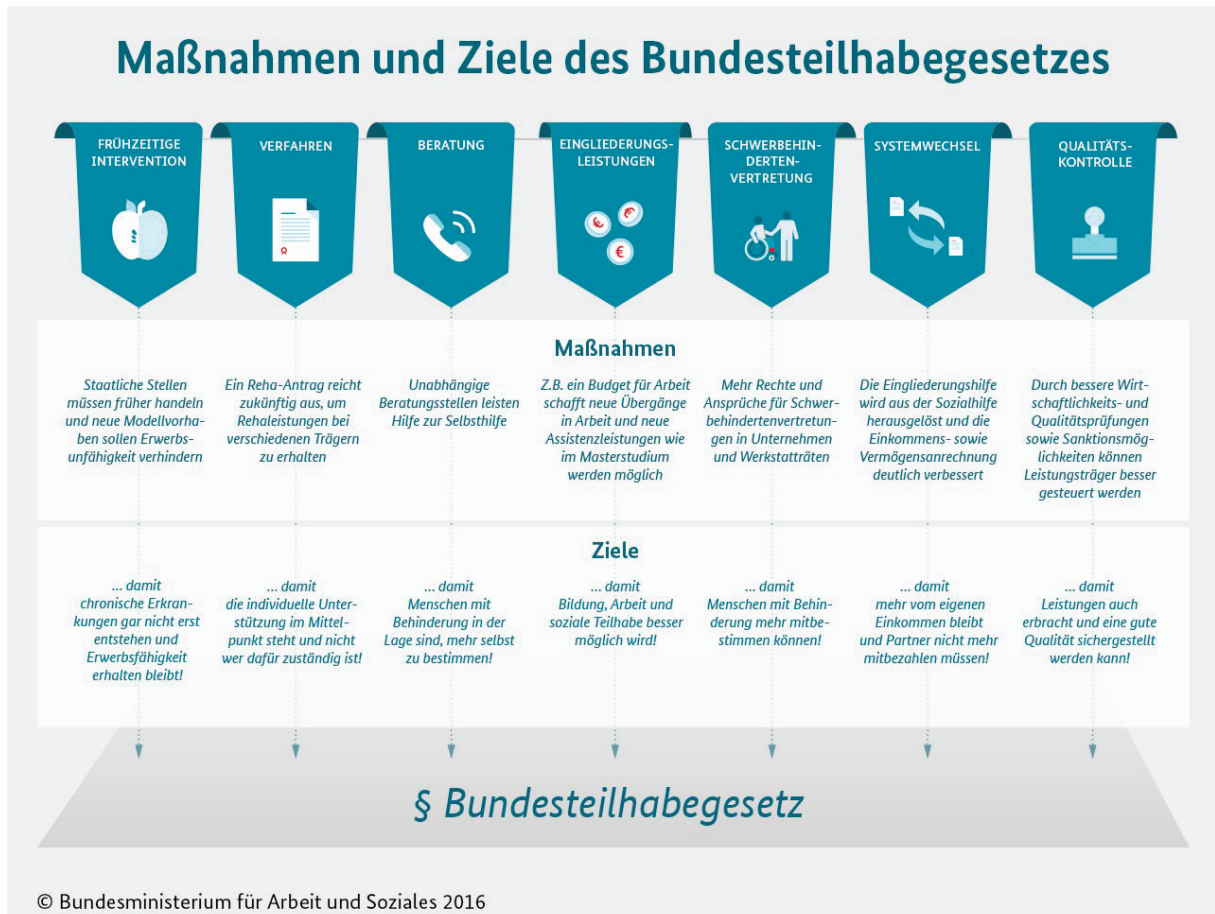 Maßnahmen und Ziele des Bundesteilhabegesetzes
FRÜHZEITIGE
INTERVENTION
VERFAHREN
BERATUNG
EINGLIEDERUNGS-
LEISTUNGEN
SCHWERBEHIN-
DERTEN-
VERTRETUNG
SYSTEMWECHSEL
QUALITÄTS-
KONTROLLE
Maßnahmen
Staatliche Stellen
müssen früher handeln
und neue Modellvorha-
ben sollen Erwerbs-
unfähigkeit verhindern
Ein Reha-Antrag reicht
zukünftig aus, um
Rehaleistungen bei
verschiedenen Trägern
zu erhalten
Unabhängige
Beratungsstellen leisten
Hilfe zur Selbsthilfe
Z.B. ein Budget für Arbeit
schafft neue Übergänge
in Arbeit und neue
Assistenzleistungen wie
im Masterstudium
werden möglich
Mehr Rechte und
Ansprüche für Schwer-
behindertenvertretun-
gen in Unternehmen
und Werkstatträten
Die Eingliederungshilfe
wird aus der Sozialhilfe
herausgelöst und die
Einkommens- sowie
Vermögensanrechnung
deutlich verbessert
Durch bessere Wirt-
schaftlichkeits- und
Qualitätsprüfungen
sowie Sanktionsmög-
lichkeiten können
Leistungsträger besser
gesteuert werden
Ziele
... damit
chronische Erkran-
kungen gar nicht erst
entstehen und
Erwerbsfähigkeit
erhalten bleibt!
... damit
die individuelle Unter-
stützung im Mittel-
punkt steht und nicht
wer dafür zuständig ist!
... damit
Menschen mit
Behinderung in der
Lage sind, mehr selbst
zu bestimmen!
... damit
Bildung, Arbeit und
soziale Teilhabe besser
möglich wird!
... damit
Menschen mit Behin-
derung mehr mitbe-
stimmen können!
... damit
mehr vom eigenen
Einkommen bleibt
und Partner nicht mehr
mitbezahlen müssen!
... damit
Leistungen auch
erbracht und eine gute
Qualität sichergestellt
werden kann!
§ Bundesteilhabegesetz
© Bundesministerium für Arbeit und Soziales 2016